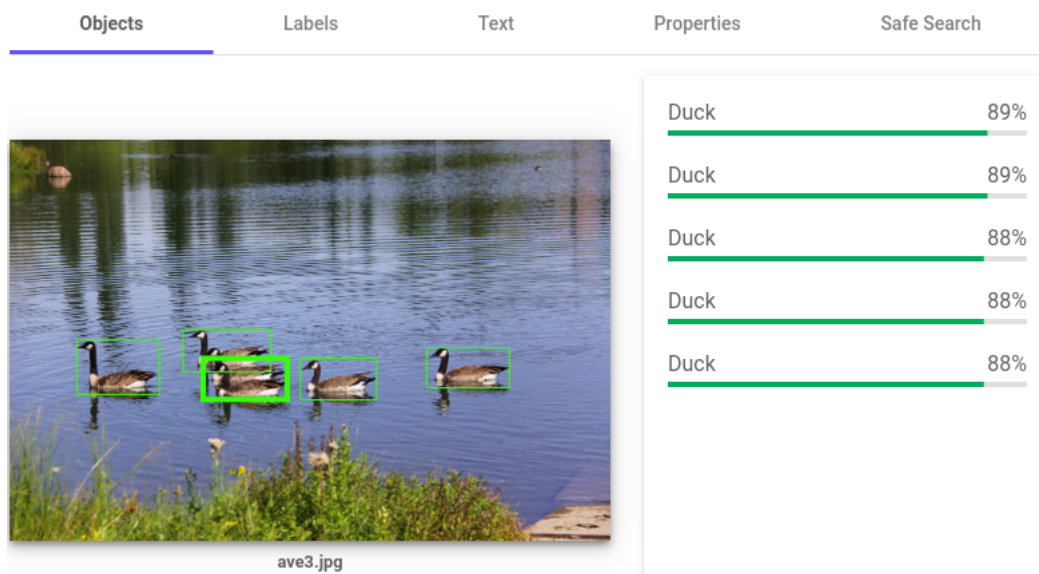 Objects Labels Text Properties Safe Search
Duck 89%
Duck 89%
Duck 88%
Duck 88%
Duck 88%
ave3.jpg